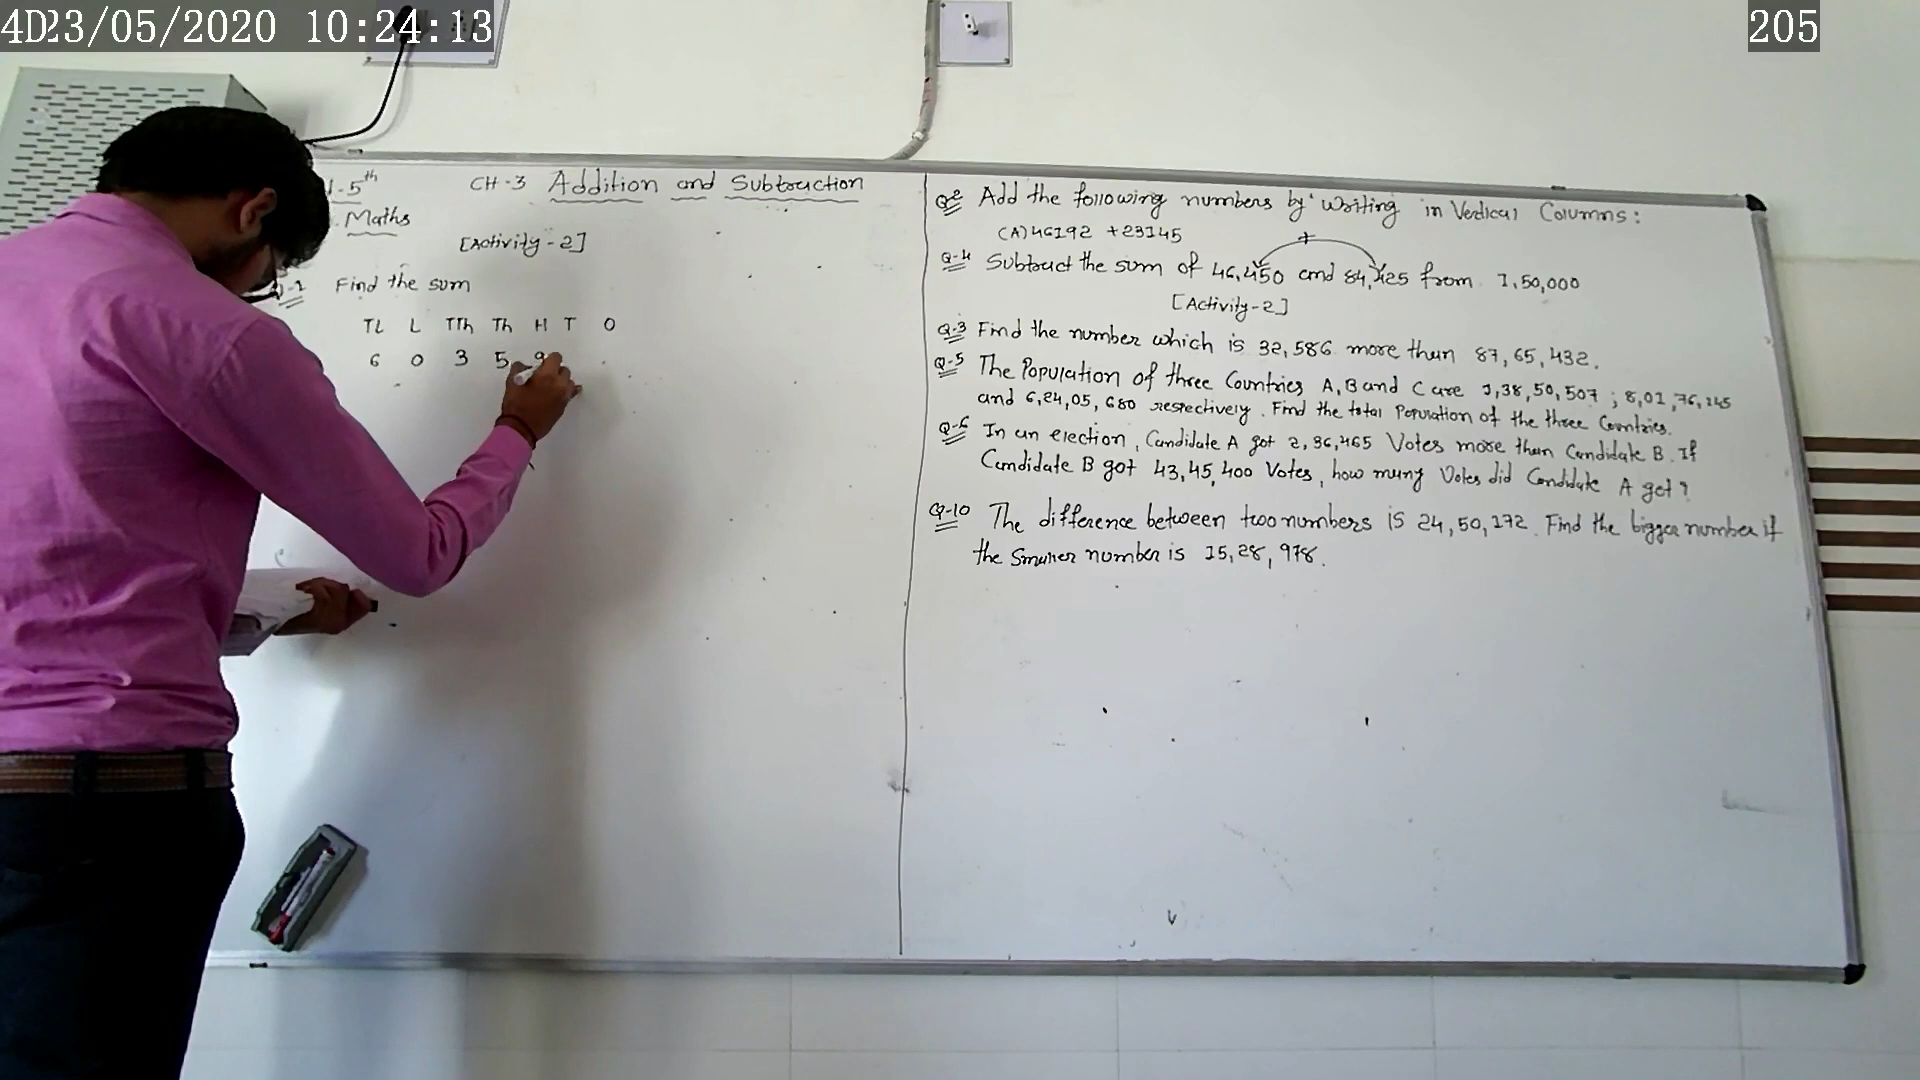 4D23/05/2020 10:24:13
205
-5th
CH-3 Addition and Subtraction
Maths
[Activity-2]
Find the sum
TL L TTh Th H T O
6 0 3 5 9
Q-2 Add the following numbers by writing in Vertical Columns:
(A) 46192 +23145
+
Q-4 Subtract the sum of 46,450 and 84,425 from 1,50,000
[Activity-2]
Q-3 Find the number which is 32,586 more than 87,65,432.
Q-5 The Population of three Countries A, B and C are 1,38,50,507 ; 8,01,76,145
and 6,24,05,680 respectively. Find the total Population of the three Countries.
Q-6 In an election, Candidate A got 2,36,465 Votes more than Candidate B. If
Candidate B got 43,45,400 Votes, how many Votes did Candidate A get?
Q-10 The difference between two numbers is 24,50,172. Find the bigger number if
the Smaller number is 15,28,978.